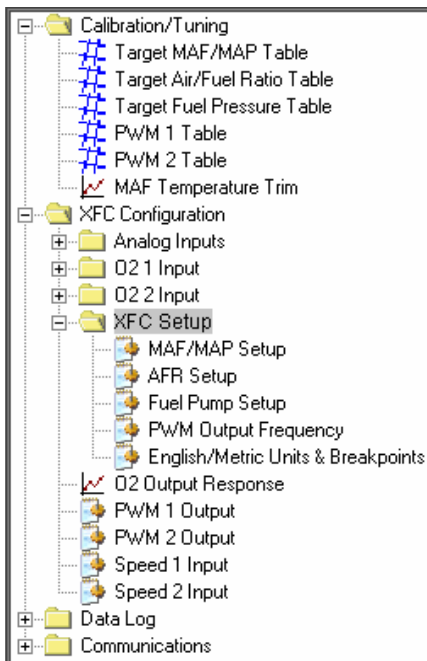 Calibration/Tuning
Target MAF/MAP Table
Target Air/Fuel Ratio Table
Target Fuel Pressure Table
PWM 1 Table
PWM 2 Table
MAF Temperature Trim
XFC Configuration
Analog Inputs
O2 1 Input
O2 2 Input
XFC Setup
MAF/MAP Setup
AFR Setup
Fuel Pump Setup
PWM Output Frequency
English/Metric Units & Breakpoints
O2 Output Response
PWM 1 Output
PWM 2 Output
Speed 1 Input
Speed 2 Input
Data Log
Communications